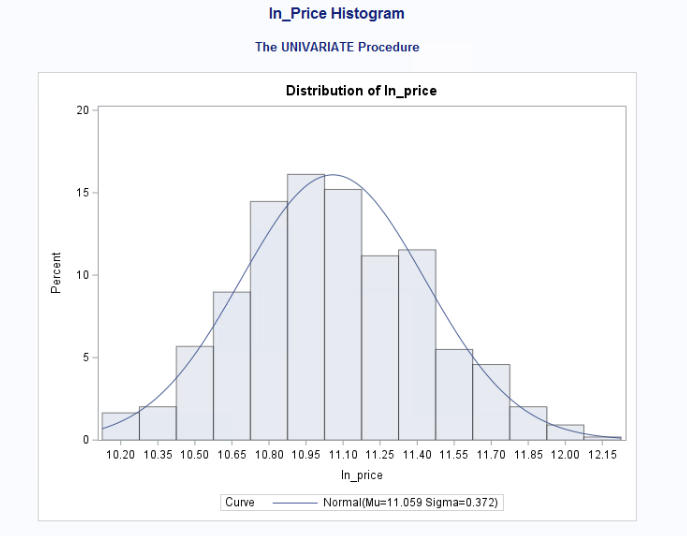 In_Price Histogram
The UNIVARIATE Procedure
Distribution of ln_price
20
15
10
5
0
Percent
10.20 10.35 10.50 10.65 10.80 10.95 11.10 11.25 11.40 11.55 11.70 11.85 12.00 12.15
ln_price
Curve Normal(Mu=11.059 Sigma=0.372)